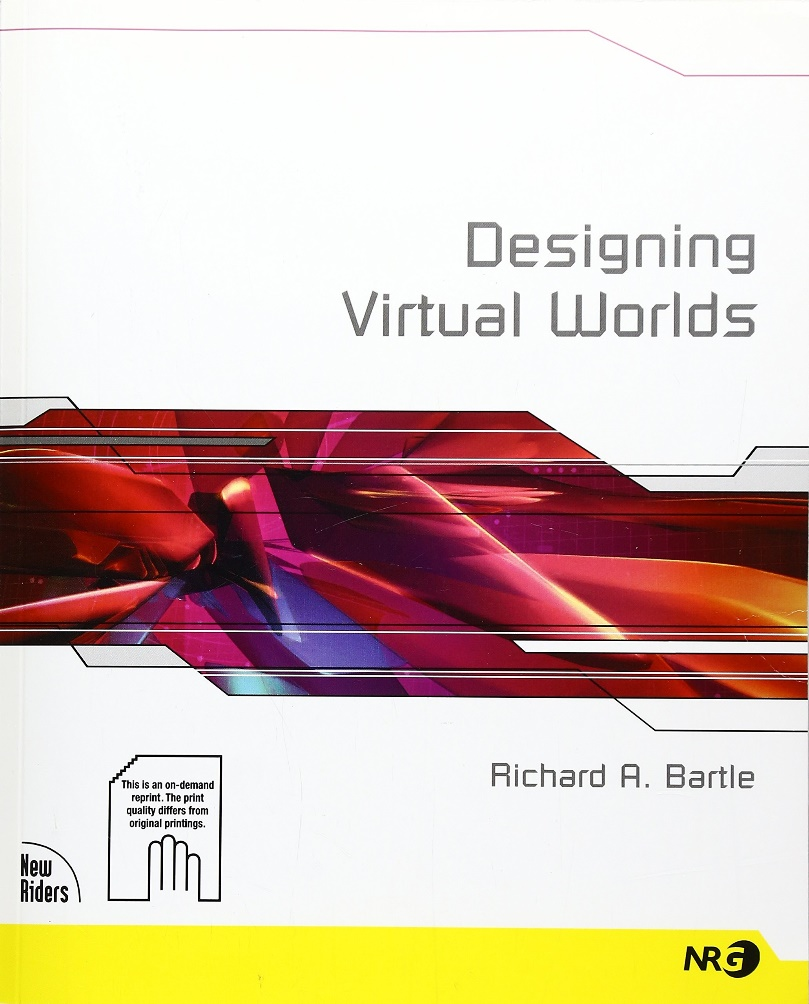 Designing
Virtual Worlds
Richard A. Bartle
This is an on-demand
reprint. The print
quality differs from
original printings.
New
Riders
NRG